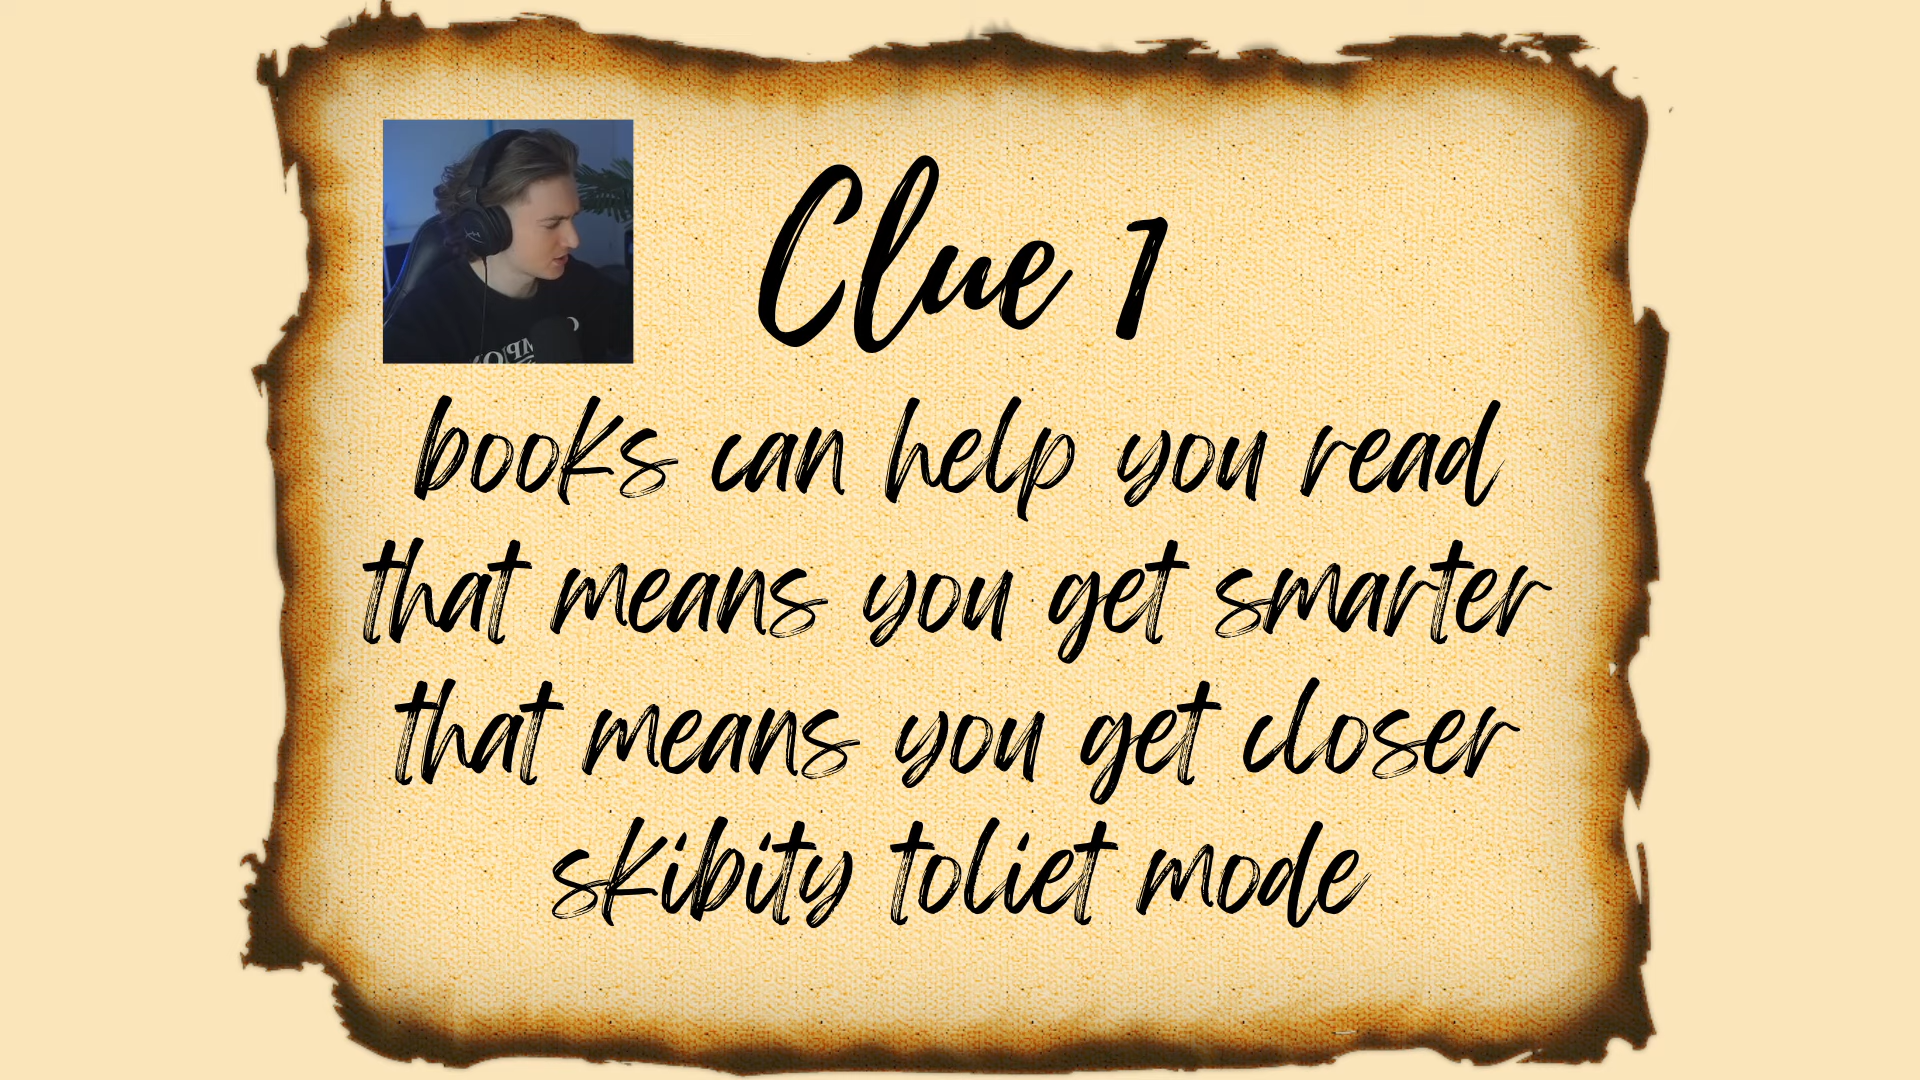 Clue 1
books can help you read
that means you get smarter
that means you get closer
skibity toliet mode